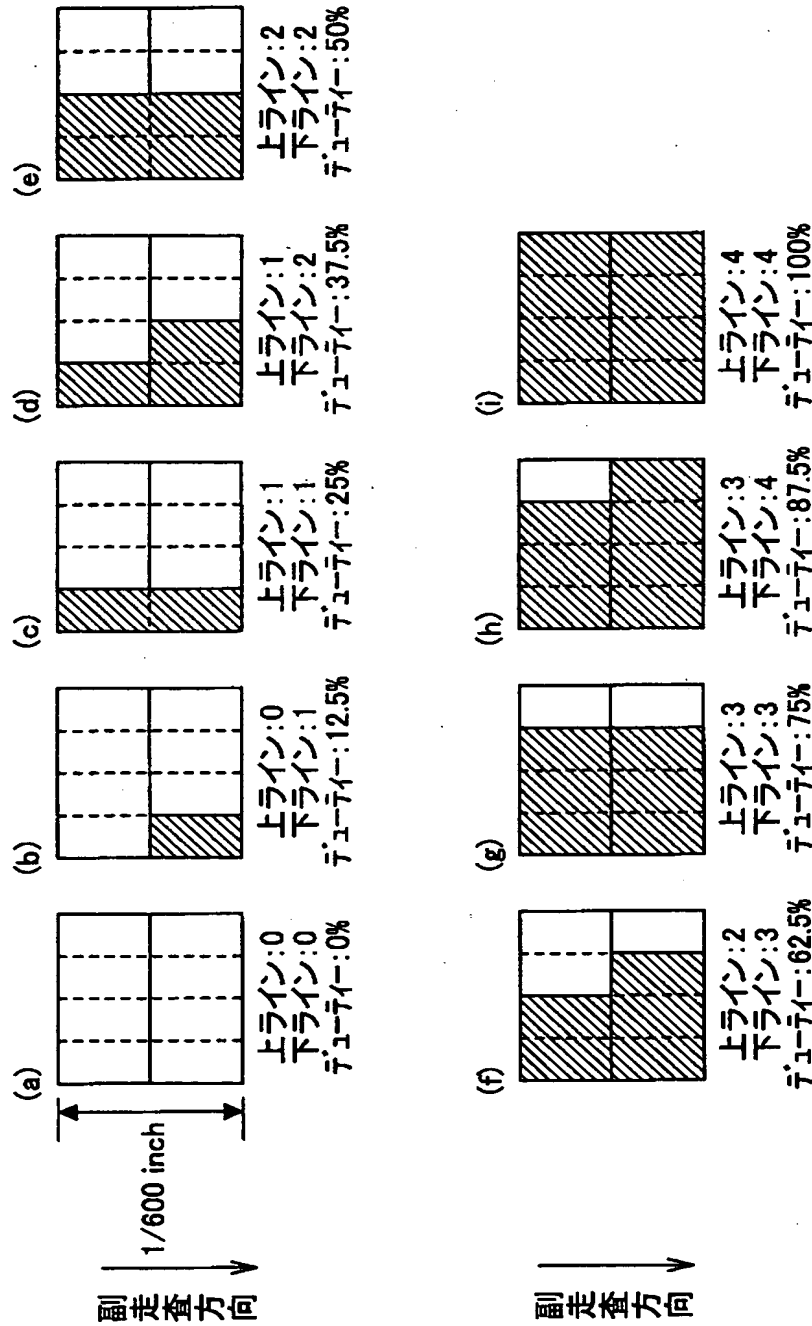 副走査方向
1/600 inch
(a)
上ライン:0
下ライン:0
デューティー:0%
(b)
上ライン:0
下ライン:1
デューティー:12.5%
(c)
上ライン:1
下ライン:1
デューティー:25%
(d)
上ライン:1
下ライン:2
デューティー:37.5%
(e)
上ライン:2
下ライン:2
デューティー:50%
副走査方向
(f)
上ライン:2
下ライン:3
デューティー:62.5%
(g)
上ライン:3
下ライン:3
デューティー:75%
(h)
上ライン:3
下ライン:4
デューティー:87.5%
(i)
上ライン:4
下ライン:4
デューティー:100%